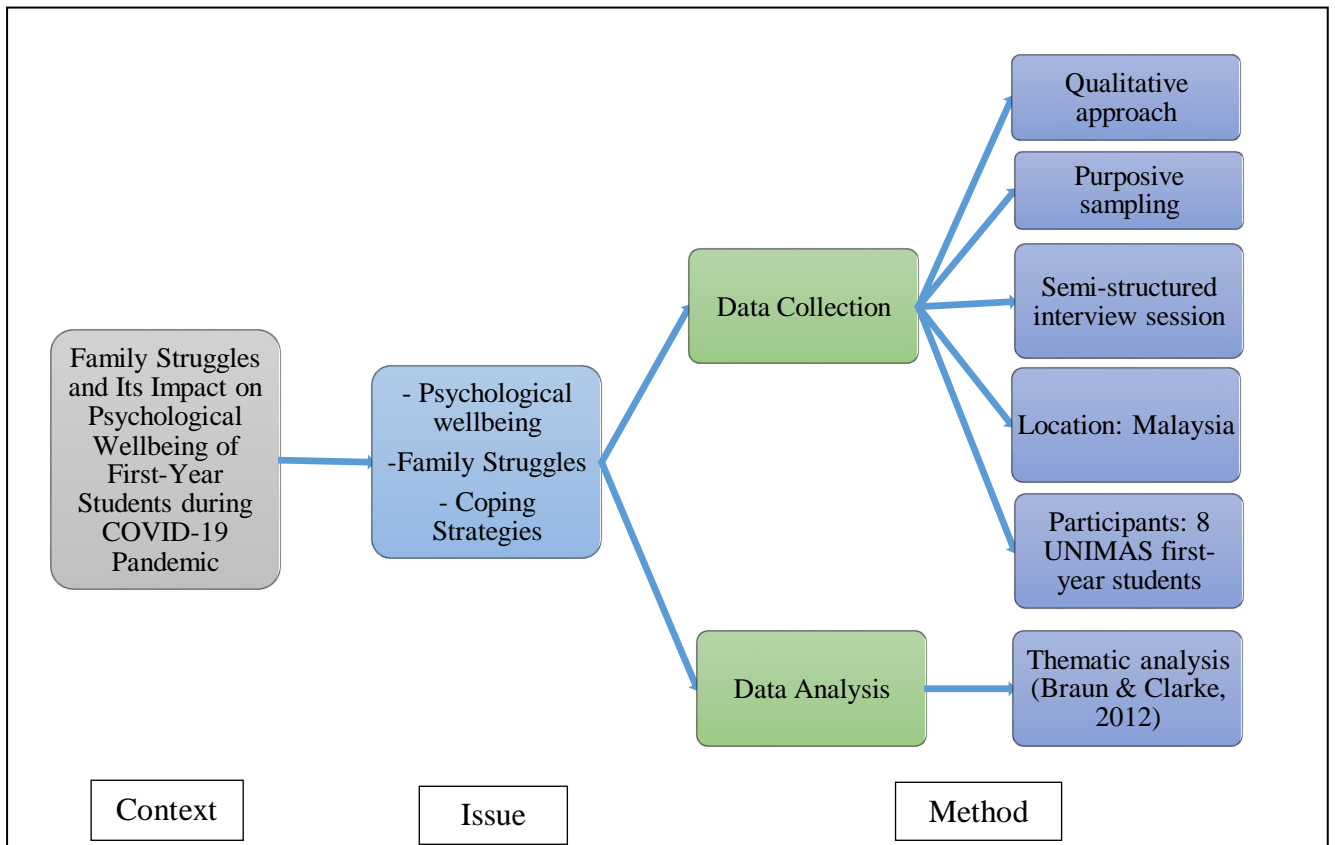 Family Struggles
and Its Impact on
Psychological
Wellbeing of
First-Year
Students during
COVID-19
Pandemic
- Psychological
wellbeing
-Family Struggles
- Coping
Strategies
Data Collection
Qualitative
approach
Purposive
sampling
Semi-structured
interview session
Location: Malaysia
Participants: 8
UNIMAS first-
year students
Data Analysis
Thematic analysis
(Braun & Clarke,
2012)
Context
Issue
Method